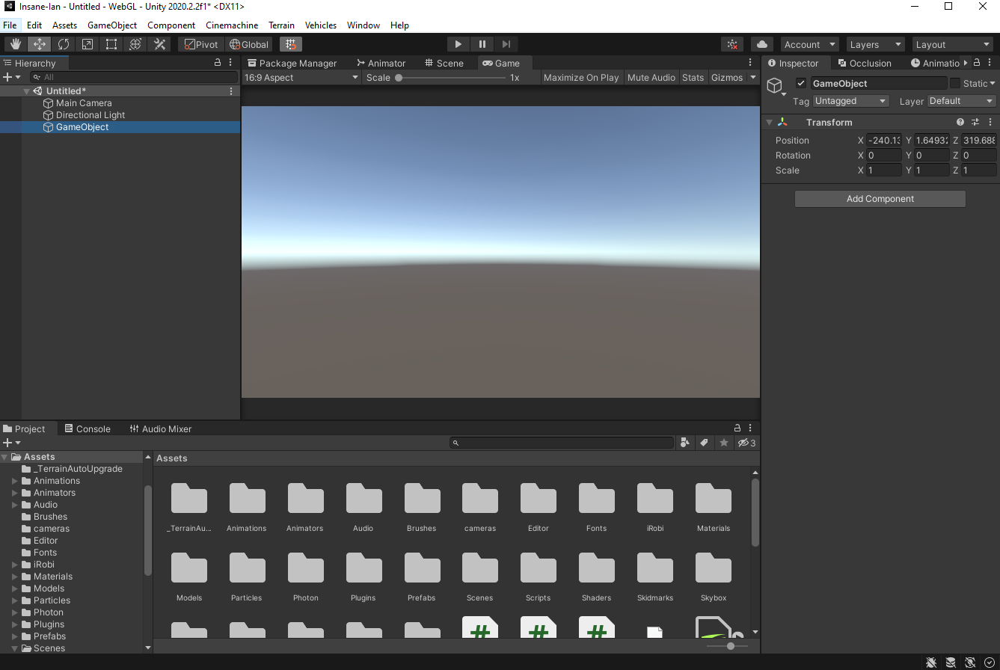 Insane-Ian - Untitled - WebGL - Unity 2020.2.2f1* <DX11>
File Edit Assets GameObject Component Cinemachine Terrain Vehicles Window Help
Pivot Global Account Layers Layout
Hierarchy
All
Untitled*
Main Camera
Directional Light
GameObject
Package Manager Animator Scene Game
16:9 Aspect Scale 1x Maximize On Play Mute Audio Stats Gizmos
Inspector Occlusion Animatio
GameObject Static
Tag Untagged Layer Default
Transform
Position X -240.13 Y 1.64932 Z 319.688
Rotation X 0 Y 0 Z 0
Scale X 1 Y 1 Z 1
Add Component
Project Console Audio Mixer
3
Assets
_TerrainAutoUpgrade
Animations
Animators
Audio
Brushes
cameras
Editor
Fonts
iRobi
Materials
Models
Particles
Photon
Plugins
Prefabs
Scenes
Assets
_TerrainAu... Animations Animators Audio Brushes cameras Editor Fonts iRobi Materials
Models Particles Photon Plugins Prefabs Scenes Scripts Shaders Skidmarks Skybox
# # #